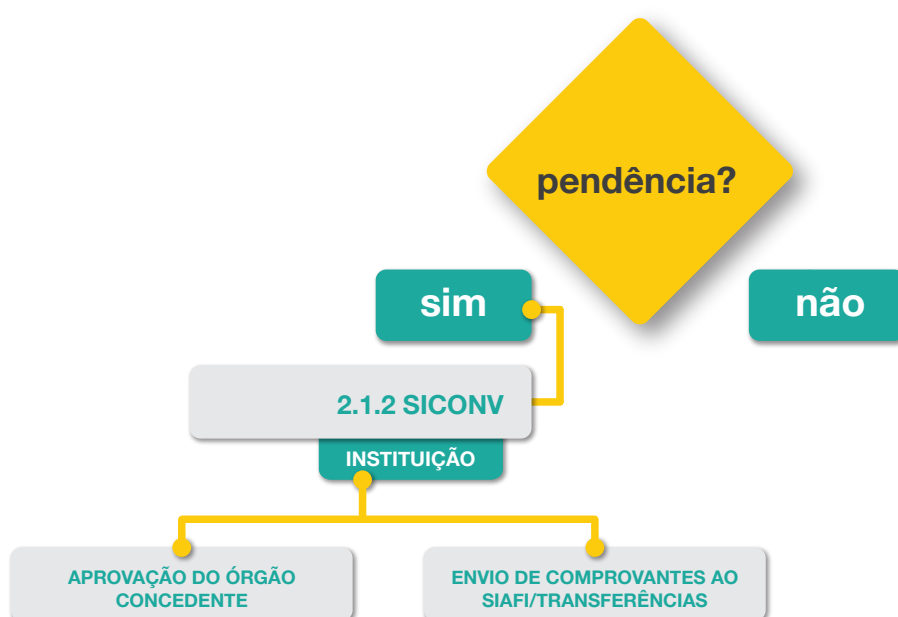 pendência?
sim
não
2.1.2 SICONV
INSTITUIÇÃO
APROVAÇÃO DO ÓRGÃO
CONCEDENTE
ENVIO DE COMPROVANTES AO
SIAFI/TRANSFERÊNCIAS